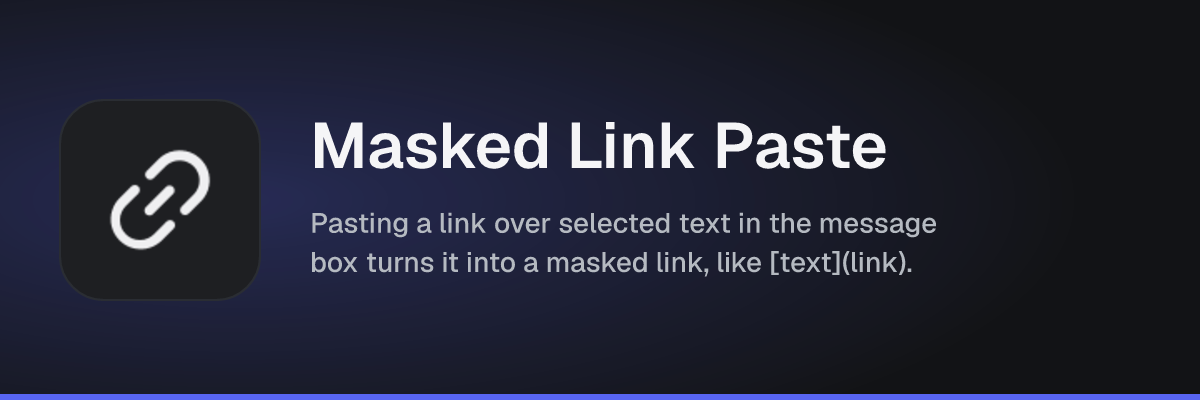 Masked Link Paste
Pasting a link over selected text in the message
box turns it into a masked link, like [text](link).